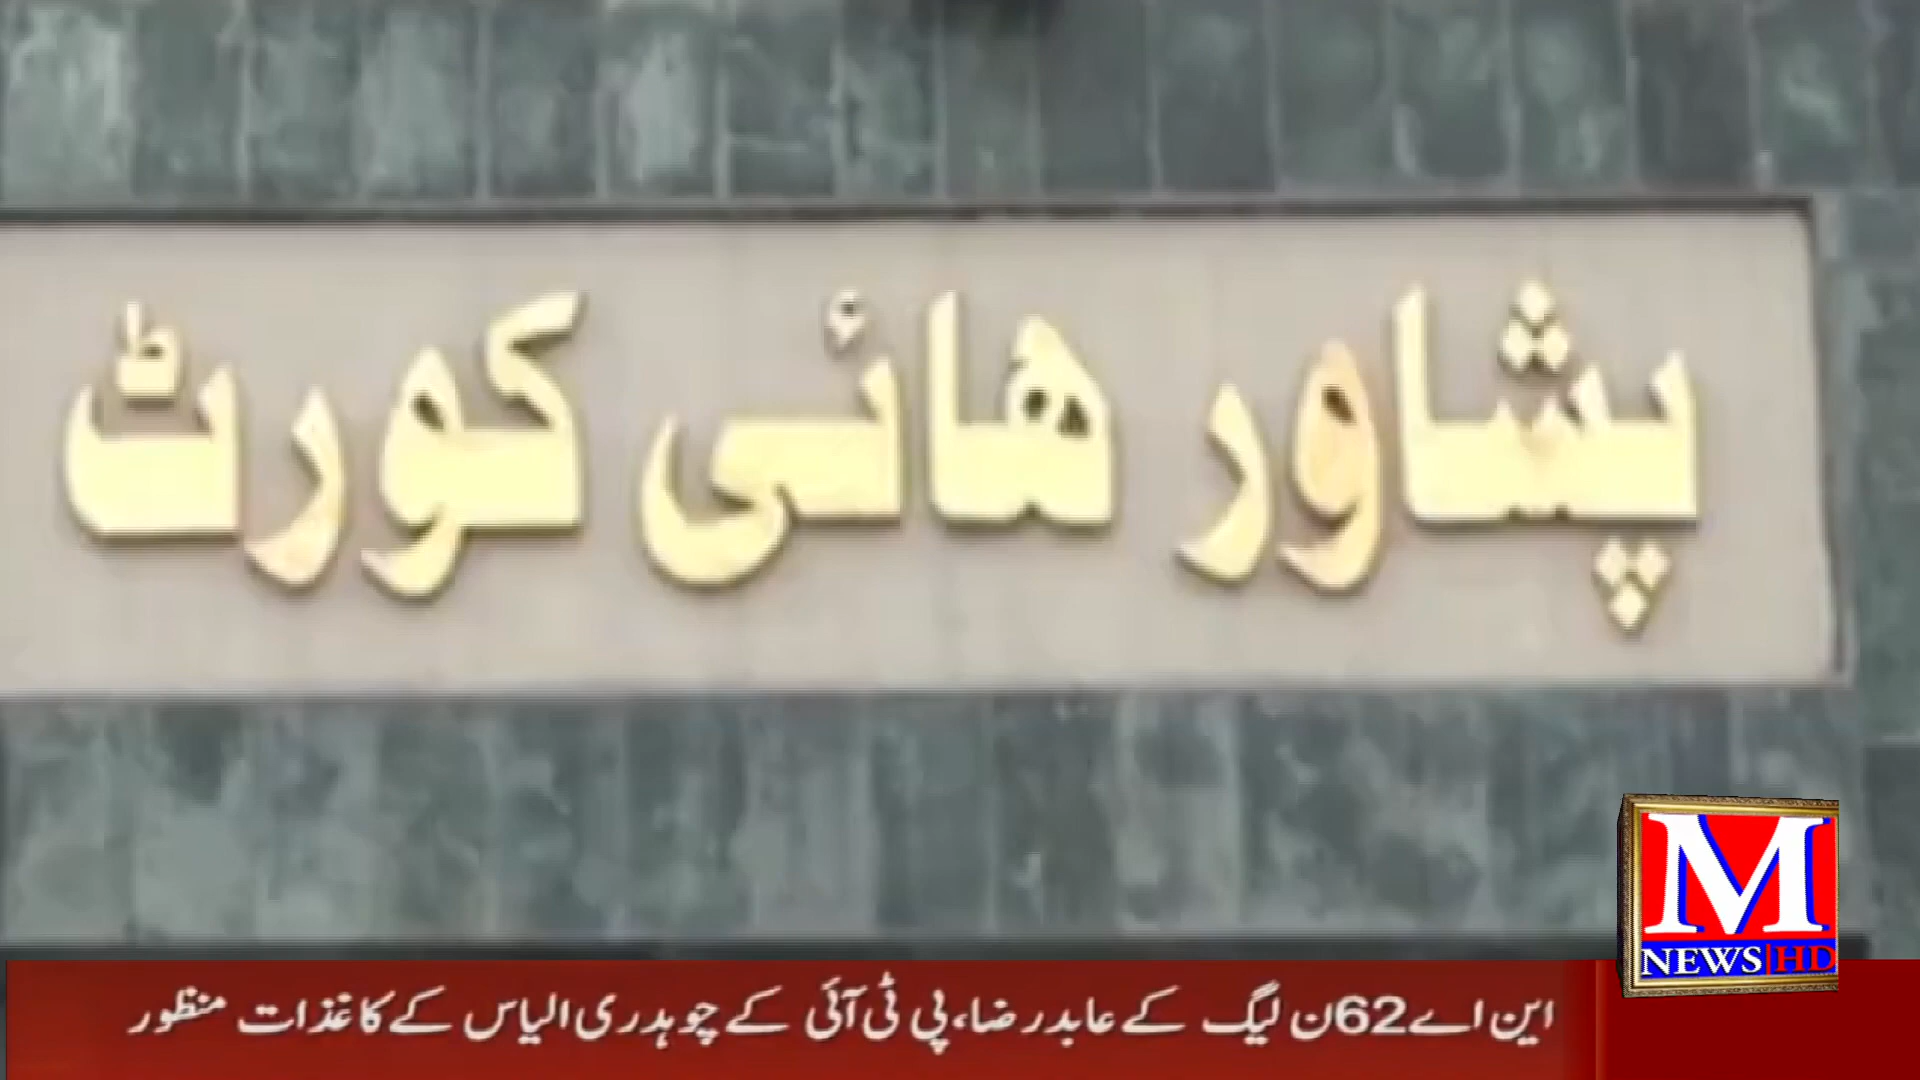 پشاور ھائی کورٹ
M
NEWS HD
این اے 62 ن لیگ کے عابد رضا، پی ٹی آئی کے چوہدری الیاس کے کاغذات منظور